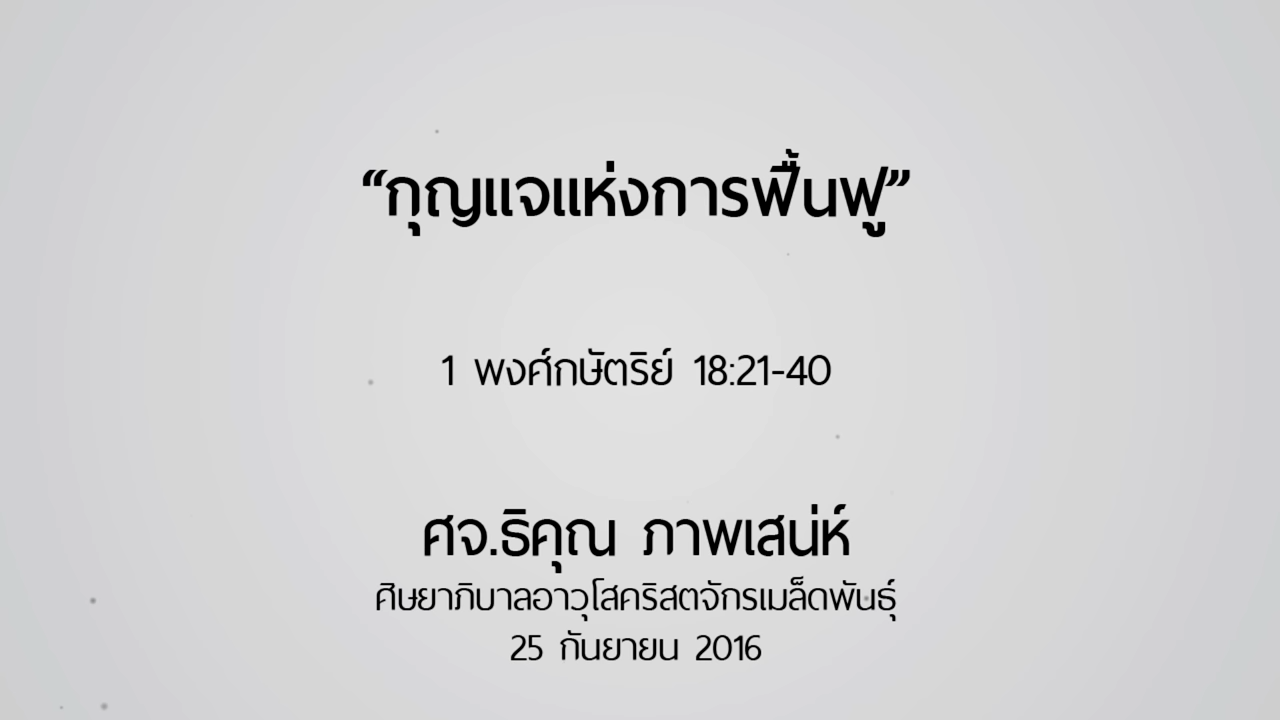 “กุญแจแห่งการฟื้นฟู”
1 พงศ์กษัตริย์ 18:21-40
ศจ.ธิคุณ ภาพเสน่ห์
ศิษยาภิบาลอาวุโสคริสตจักรเมล็ดพันธุ์
25 กันยายน 2016